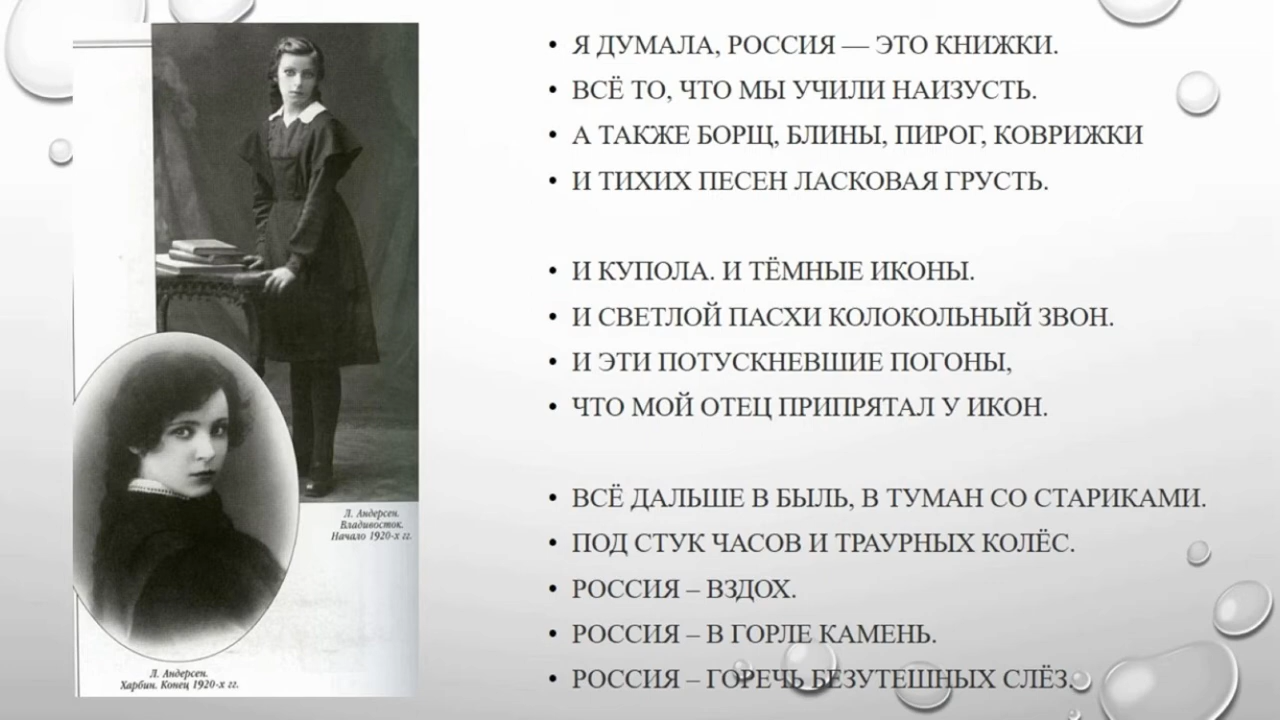 • Я ДУМАЛА, РОССИЯ — ЭТО КНИЖКИ.
• ВСЁ ТО, ЧТО МЫ УЧИЛИ НАИЗУСТЬ.
• А ТАКЖЕ БОРЩ, БЛИНЫ, ПИРОГ, КОВРИЖКИ
• И ТИХИХ ПЕСЕН ЛАСКОВАЯ ГРУСТЬ.
• И КУПОЛА. И ТЁМНЫЕ ИКОНЫ.
• И СВЕТЛОЙ ПАСХИ КОЛОКОЛЬНЫЙ ЗВОН.
• И ЭТИ ПОТУСКНЕВШИЕ ПОГОНЫ,
• ЧТО МОЙ ОТЕЦ ПРИПРЯТАЛ У ИКОН.
• ВСЁ ДАЛЬШЕ В БЫЛЬ, В ТУМАН СО СТАРИКАМИ.
• ПОД СТУК ЧАСОВ И ТРАУРНЫХ КОЛЁС.
• РОССИЯ – ВЗДОХ.
• РОССИЯ – В ГОРЛЕ КАМЕНЬ.
• РОССИЯ – ГОРЕЧЬ БЕЗУТЕШНЫХ СЛЁЗ.
Л. Андерсен.
Владивосток.
Начало 1920-х гг.
Л. Андерсен.
Харбин. Конец 1920-х гг.